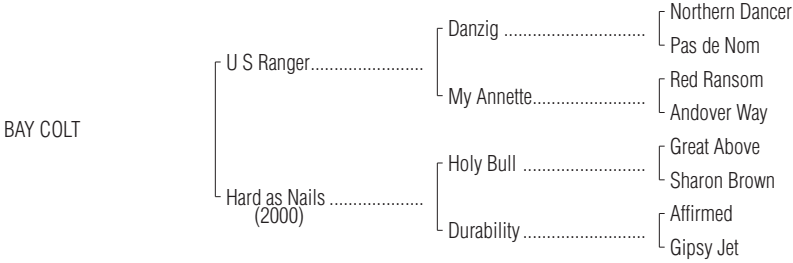 Northern Dancer
Danzig ..............................
Pas de Nom
U S Ranger........................
Red Ransom
My Annette........................
Andover Way
BAY COLT
Great Above
Holy Bull ..........................
Sharon Brown
Hard as Nails ....................
(2000)
Affirmed
Durability ..........................
Gipsy Jet